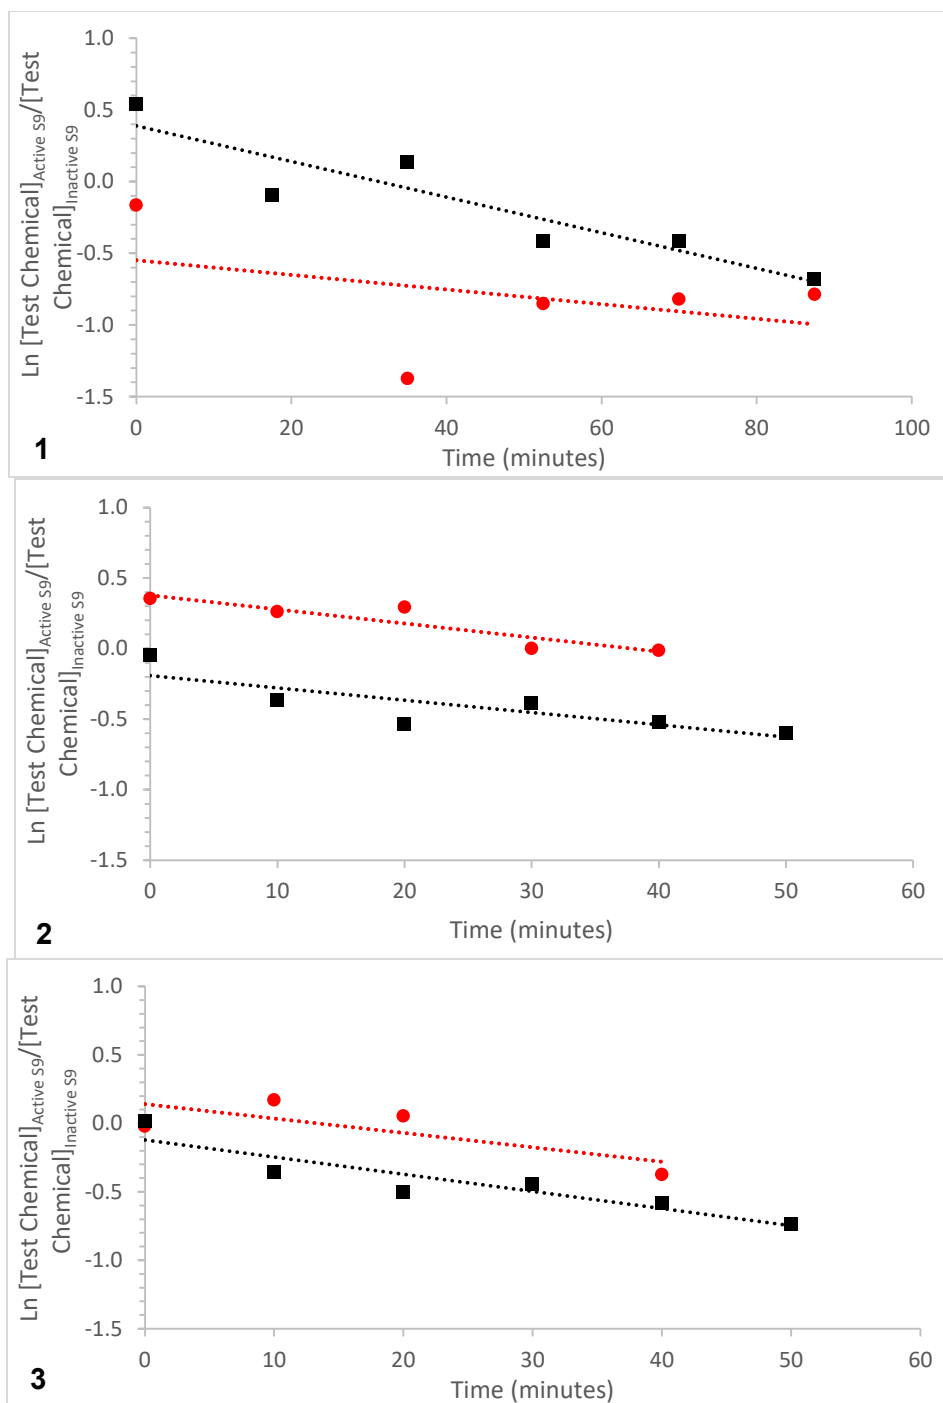 Ln [Test Chemical]Active S9/[Test
Chemical]Inactive S9
1.0
0.5
0.0
-0.5
-1.0
-1.5
0 20 40 60 80 100
Time (minutes)
1
Ln [Test Chemical]Active S9/[Test
Chemical]Inactive S9
1.0
0.5
0.0
-0.5
-1.0
-1.5
0 10 20 30 40 50 60
Time (minutes)
2
Ln [Test Chemical]Active S9/[Test
Chemical]Inactive S9
1.0
0.5
0.0
-0.5
-1.0
-1.5
0 10 20 30 40 50 60
Time (minutes)
3